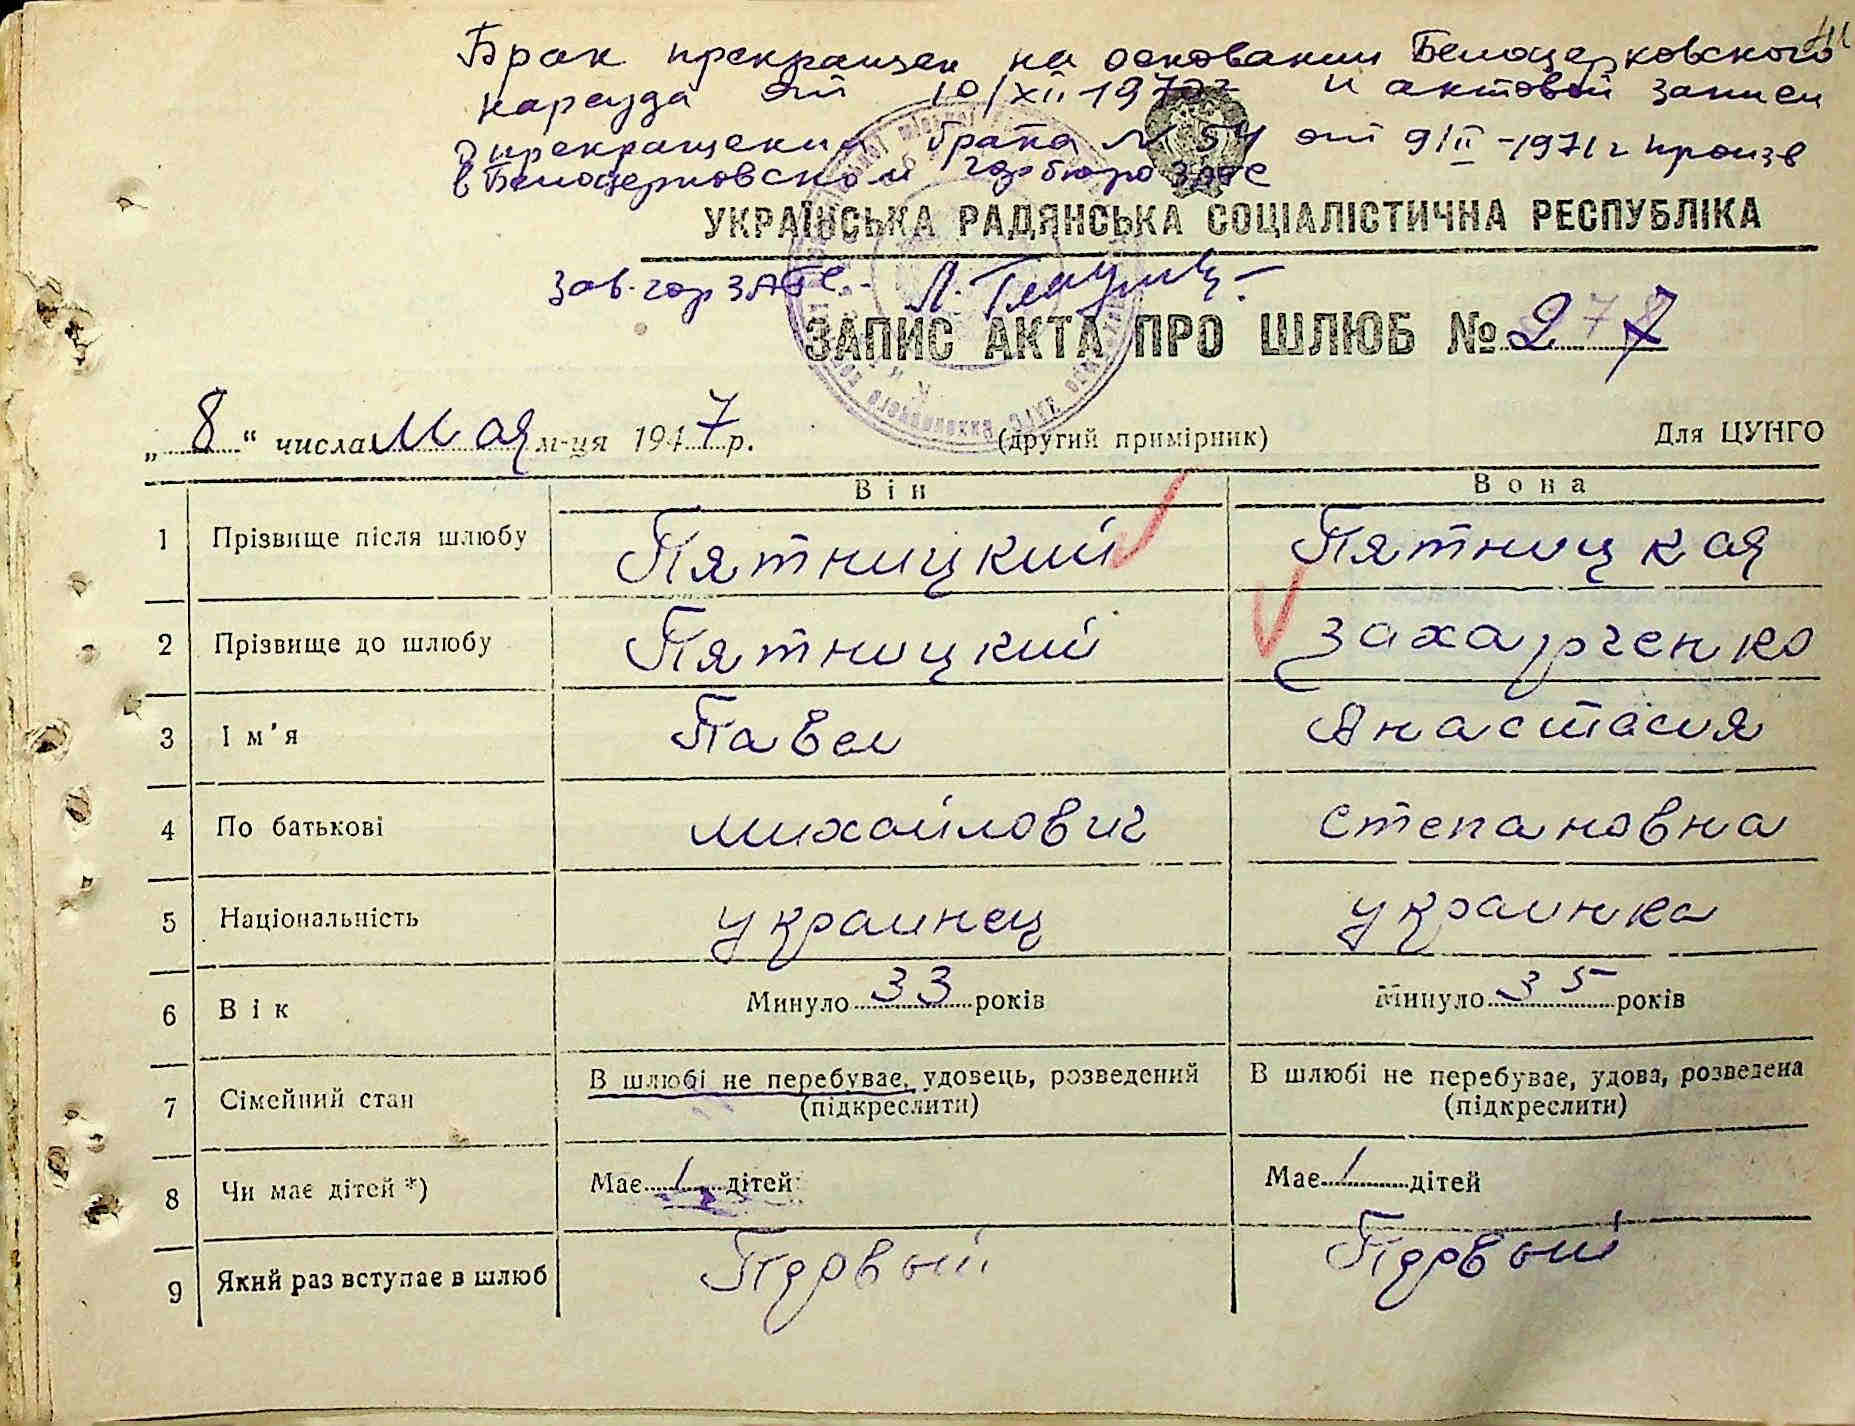 Брак прекращен на основании Белоцерковского
нарсуда от 10/XII 1970 г и актовой записи
о прекращении брака № 54 от 9/II-1971 г произв
в Белоцерковском горбюро ЗАГС
УКРАЇНСЬКА РАДЯНСЬКА СОЦІАЛІСТИЧНА РЕСПУБЛІКА
Зав. гор ЗАГС.
ЗАПИС АКТА ПРО ШЛЮБ № 277
„ 8 “ числа Мая м-ця 1947 р. (другий примірник) Для ЦУНГО
Він Вона
1 Прізвище після шлюбу Пятницкий Пятницкая
2 Прізвище до шлюбу Пятницкий Захарченко
3 Ім'я Павел Анастасия
4 По батькові михайлович степановна
5 Національність украинец украинка
6 Вік Минуло 33 років Минуло 35 років
7 Сімейний стан В шлюбі не перебуває, удовець, розведений В шлюбі не перебуває, удова, розведена
(підкреслити) (підкреслити)
8 Чи має дітей *) Має 1 дітей Має 1 дітей
9 Який раз вступає в шлюб Первый Первый